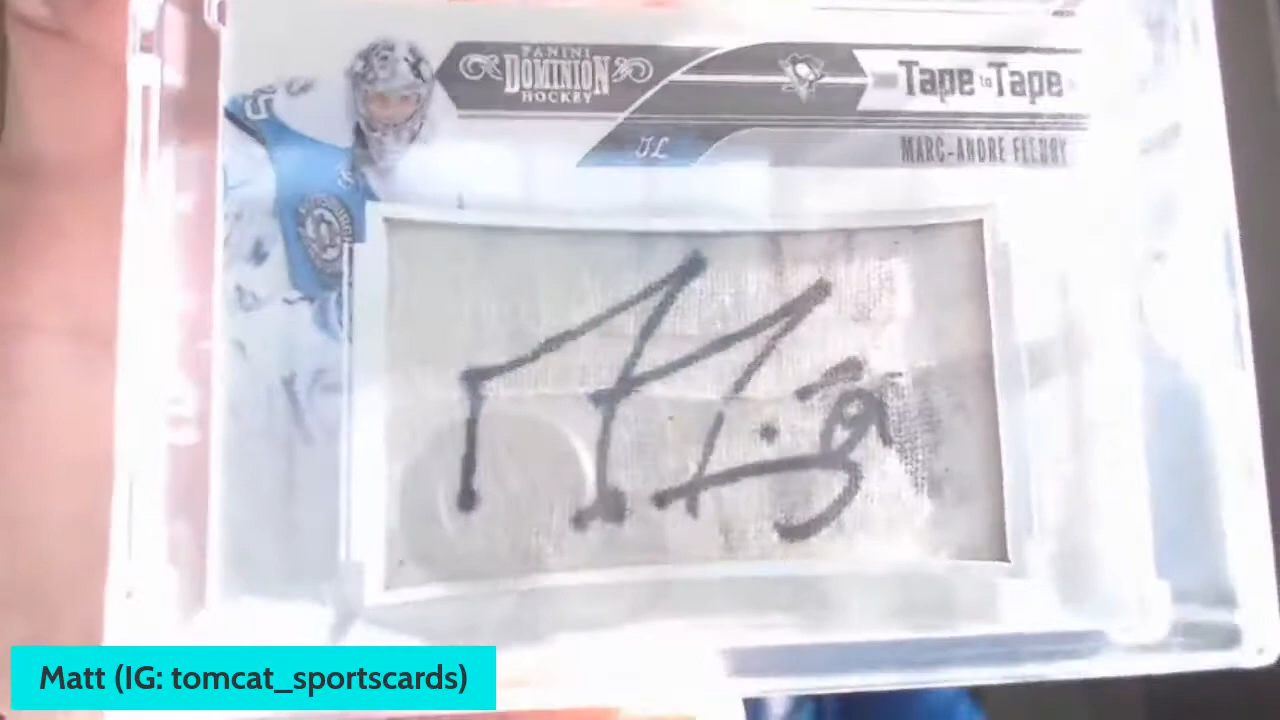 PANINI
DOMINION
HOCKEY
Tape to Tape
MARC-ANDRE FLEURY
Matt (IG: tomcat_sportscards)